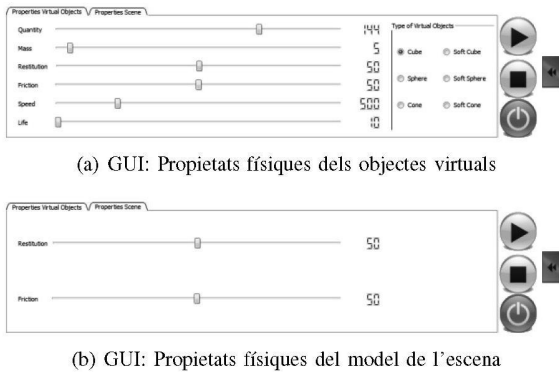 Properties Virtual Objects Properties Scene
Quantity 144
Mass 5
Restitution 50
Friction 50
Speed 500
Life 10
Type of Virtual Objects
Cube Soft Cube
Sphere Soft Sphere
Cone Soft Cone
(a) GUI: Propietats físiques dels objectes virtuals
Properties Virtual Objects Properties Scene
Restitution 50
Friction 50
(b) GUI: Propietats físiques del model de l'escena